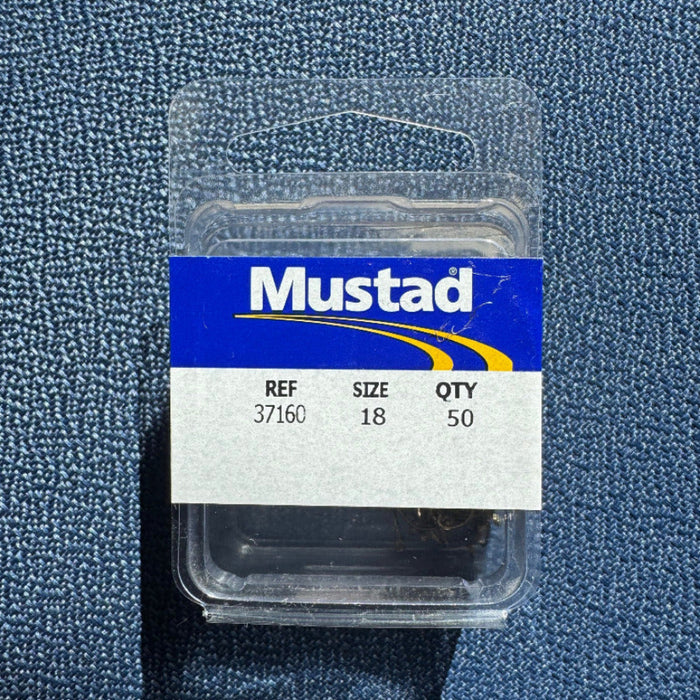 Mustad®
REF SIZE QTY
37160 18 50